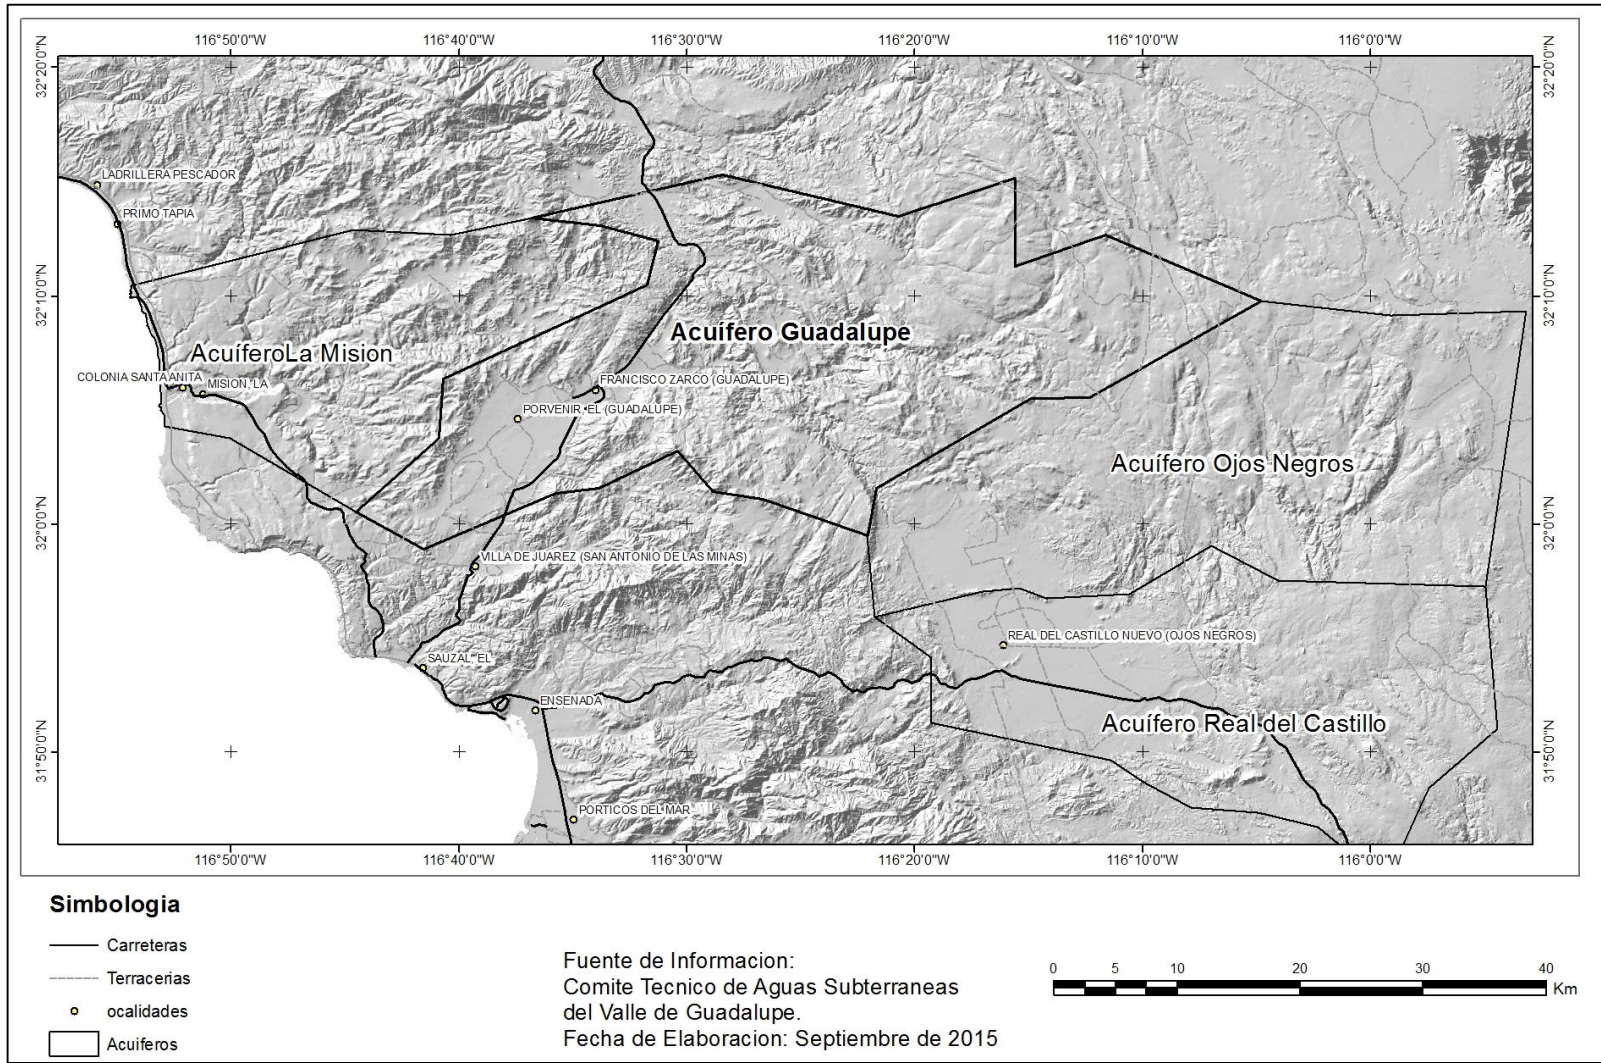 116°50'0"W 116°40'0"W 116°30'0"W 116°20'0"W 116°10'0"W 116°0'0"W
32°20'0"N 32°20'0"N
LADRILLERA PESCADOR
PRIMO TAPIA
32°10'0"N 32°10'0"N
Acuífero Guadalupe
AcuíferoLa Mision
COLONIA SANTA ANITA
MISION, LA
FRANCISCO ZARCO (GUADALUPE)
PORVENIR, EL (GUADALUPE)
Acuífero Ojos Negros
32°0'0"N 32°0'0"N
VILLA DE JUAREZ (SAN ANTONIO DE LAS MINAS)
REAL DEL CASTILLO NUEVO (OJOS NEGROS)
SAUZAL, EL
ENSENADA
Acuífero Real del Castillo
31°50'0"N 31°50'0"N
PORTICOS DEL MAR
116°50'0"W 116°40'0"W 116°30'0"W 116°20'0"W 116°10'0"W 116°0'0"W
Simbologia
Carreteras
Terracerias
ocalidades
Acuiferos
Fuente de Informacion:
Comite Tecnico de Aguas Subterraneas
del Valle de Guadalupe.
Fecha de Elaboracion: Septiembre de 2015
0 5 10 20 30 40
Km